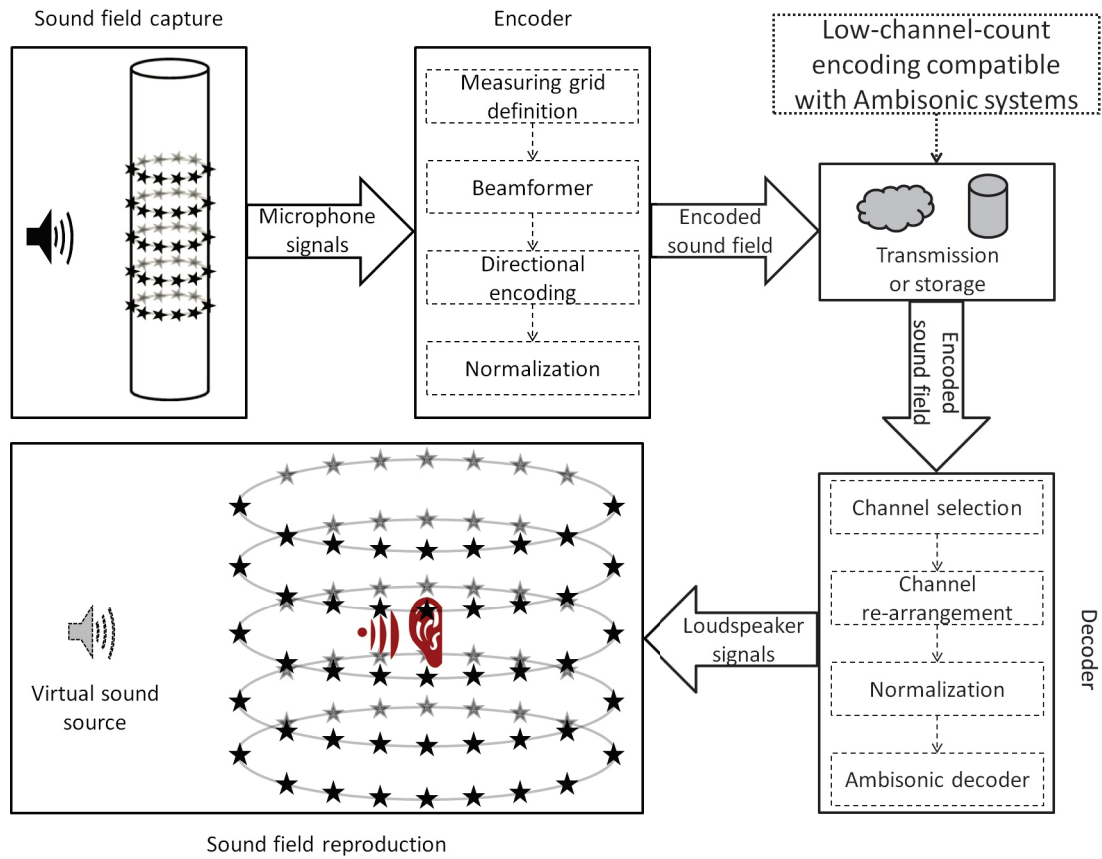 Sound field capture
Encoder
Low-channel-count
encoding compatible
with Ambisonic systems
Measuring grid
definition
Beamformer
Directional
encoding
Normalization
Microphone
signals
Encoded
sound field
Transmission
or storage
Encoded
sound field
Channel selection
Channel
re-arrangement
Normalization
Ambisonic decoder
Decoder
Loudspeaker
signals
Virtual sound
source
Sound field reproduction